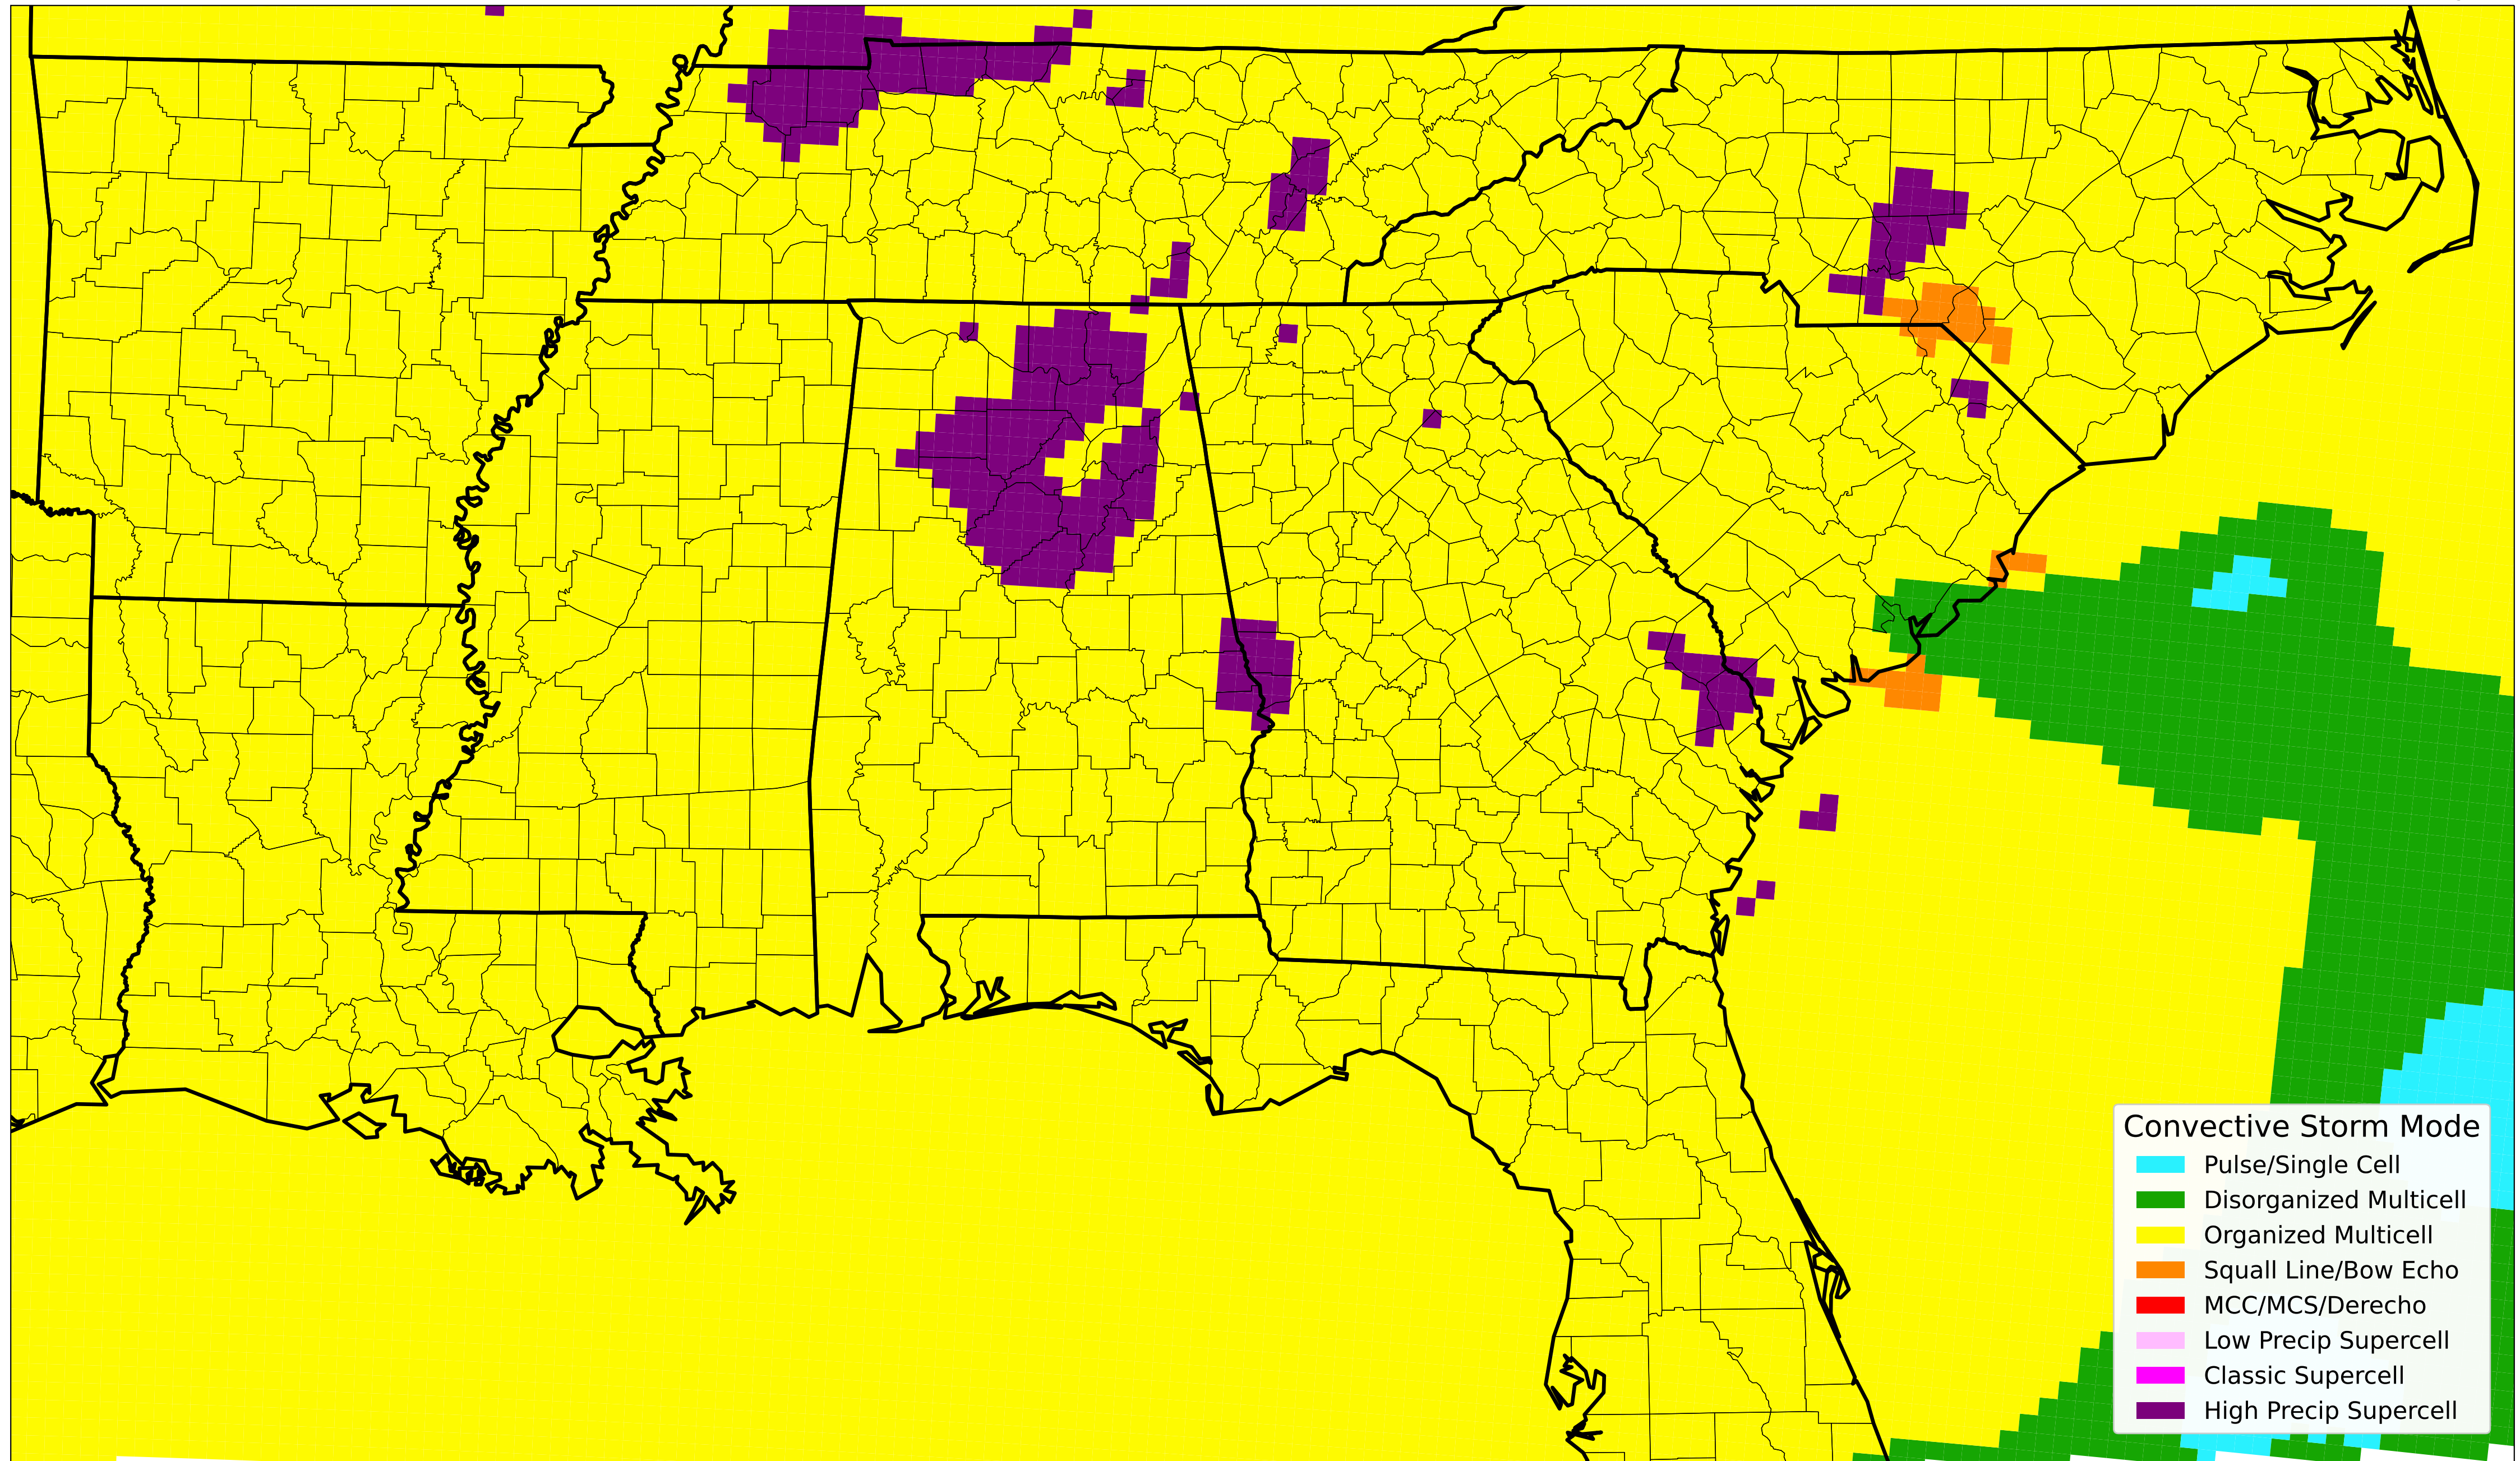 Convective Storm Mode
Pulse/Single Cell
Disorganized Multicell
Organized Multicell
Squall Line/Bow Echo
MCC/MCS/Derecho
Low Precip Supercell
Classic Supercell
High Precip Supercell